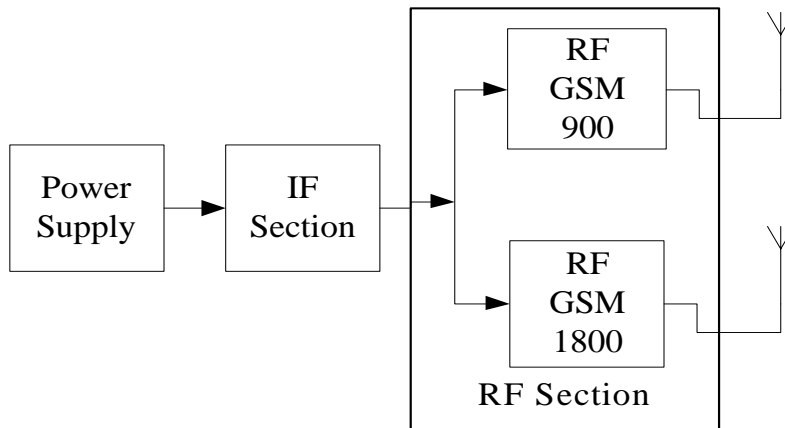 Power
Supply
IF
Section
RF
GSM
900
RF
GSM
1800
RF Section